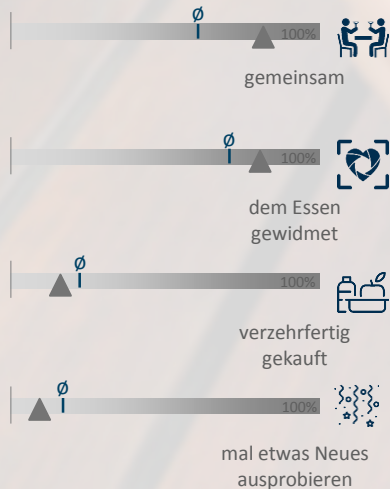 Ø
100%
gemeinsam
Ø
100%
dem Essen
gewidmet
Ø
100%
verzehrfertig
gekauft
Ø
100%
mal etwas Neues
ausprobieren